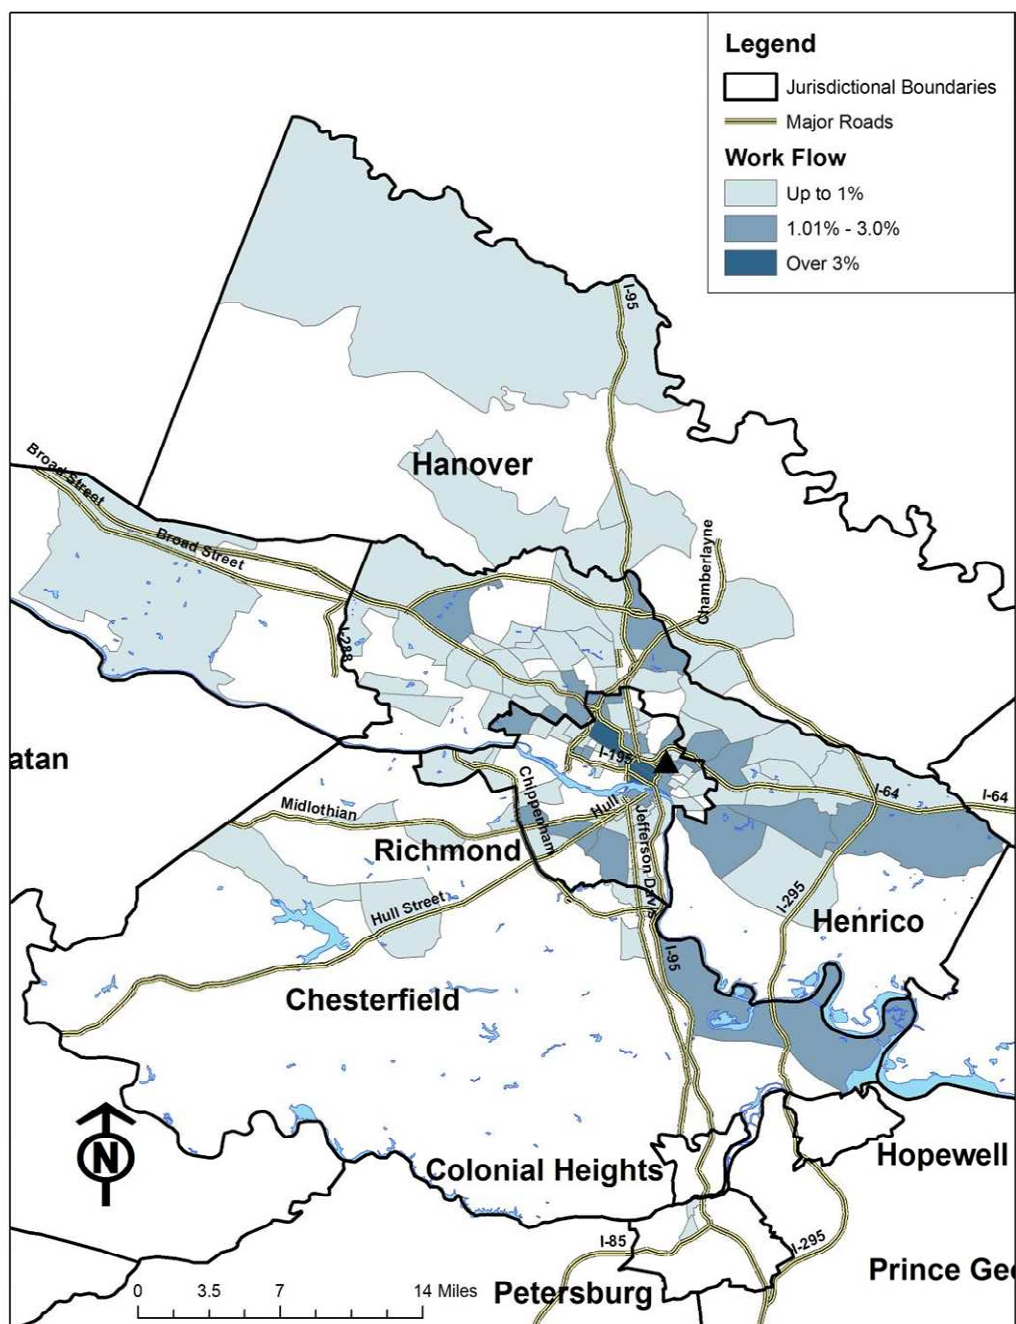 Legend
Jurisdictional Boundaries
Major Roads
Work Flow
Up to 1%
1.01% - 3.0%
Over 3%
I-95
Hanover
Broad Street
Broad Street
Chamberlayne
I-288
atan
I-195
I-64
I-64
Chippenham
Midlothian
Hull
Richmond
Jefferson Davis
Hull Street
I-295
Henrico
I-95
Chesterfield
N
Colonial Heights
Hopewell
I-85
I-295
Prince Geo
Petersburg
0 3.5 7 14 Miles